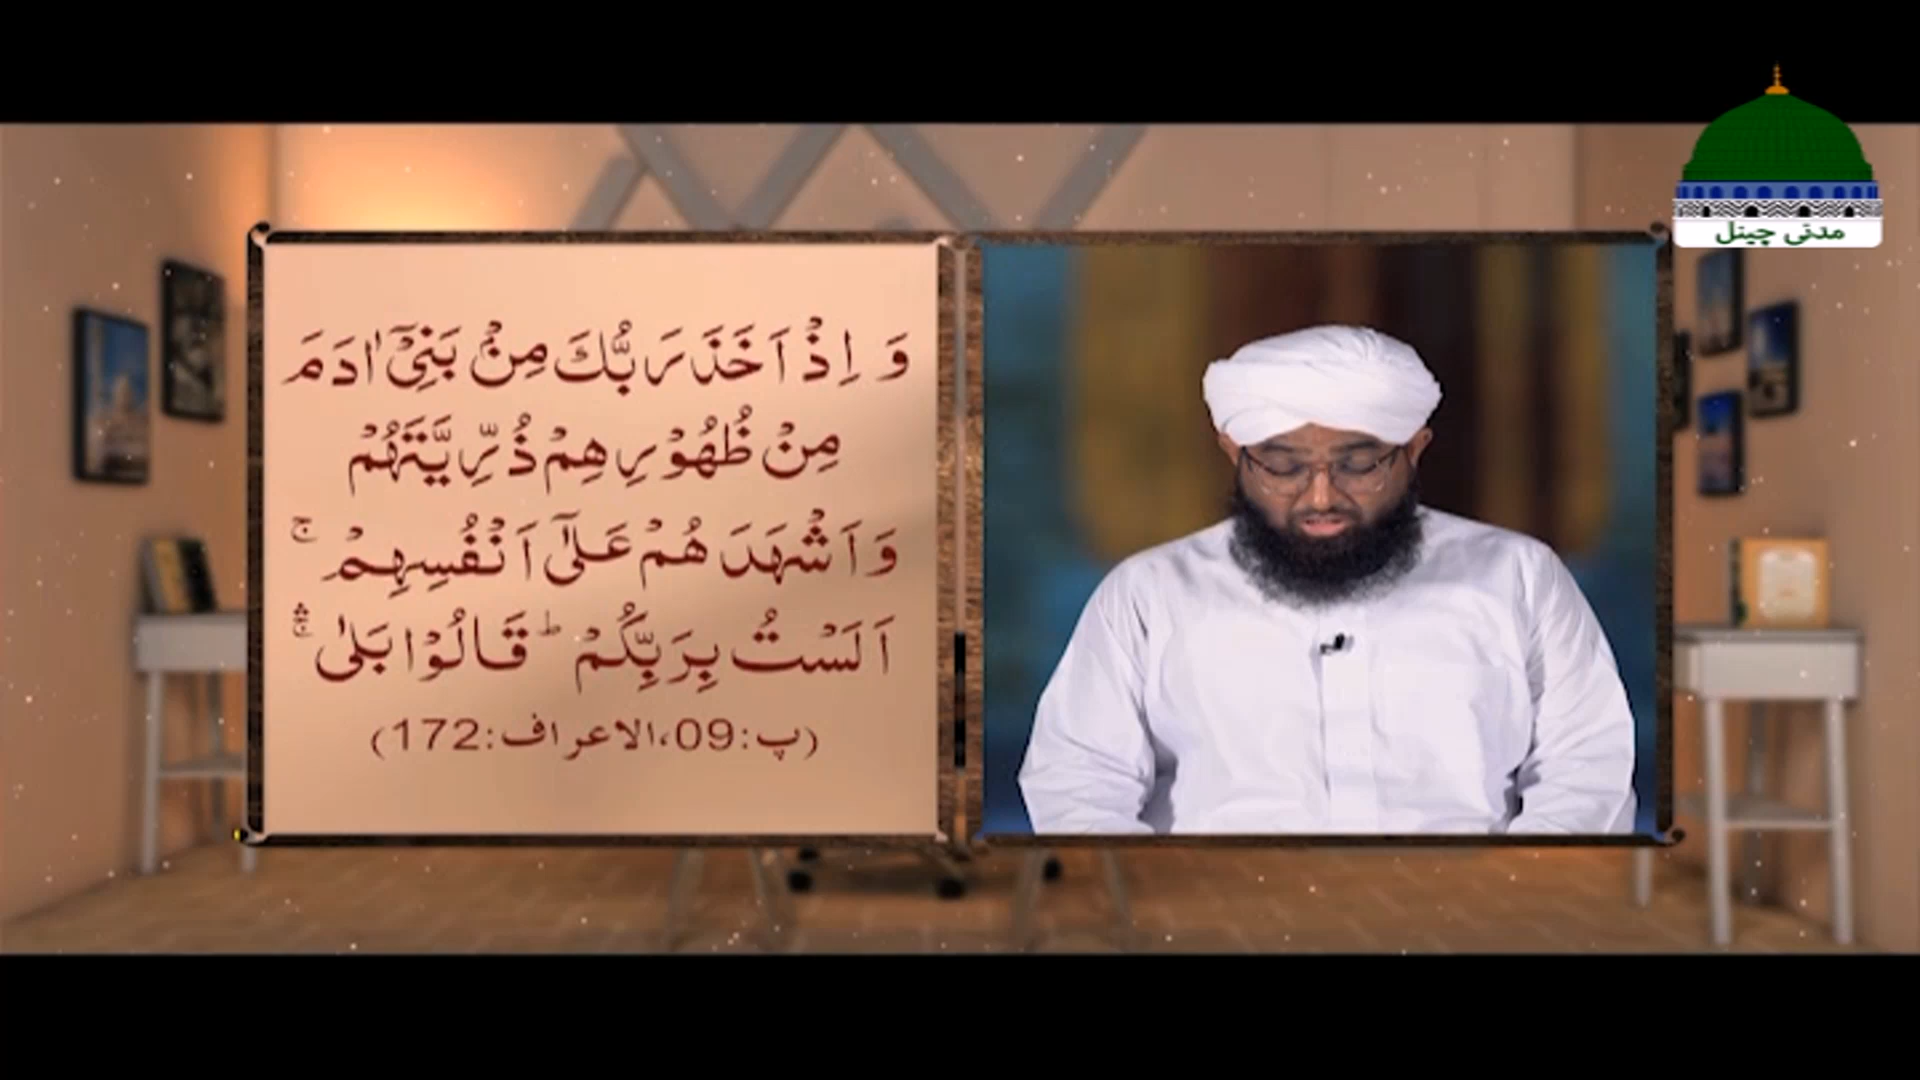 وَ اِذْ اَخَذَ رَبُّكَ مِنْۢ بَنِیْۤ اٰدَمَ
مِنْ ظُهُوْرِهِمْ ذُرِّیَّتَهُمْ
وَ اَشْهَدَ هُمْ عَلٰۤى اَنْفُسِهِمْ ۚ
اَلَسْتُ بِرَبِّكُمْ ؕ قَالُوْا بَلٰى ۛۚ
(پ:09،الاعراف:172)
مدنی چینل